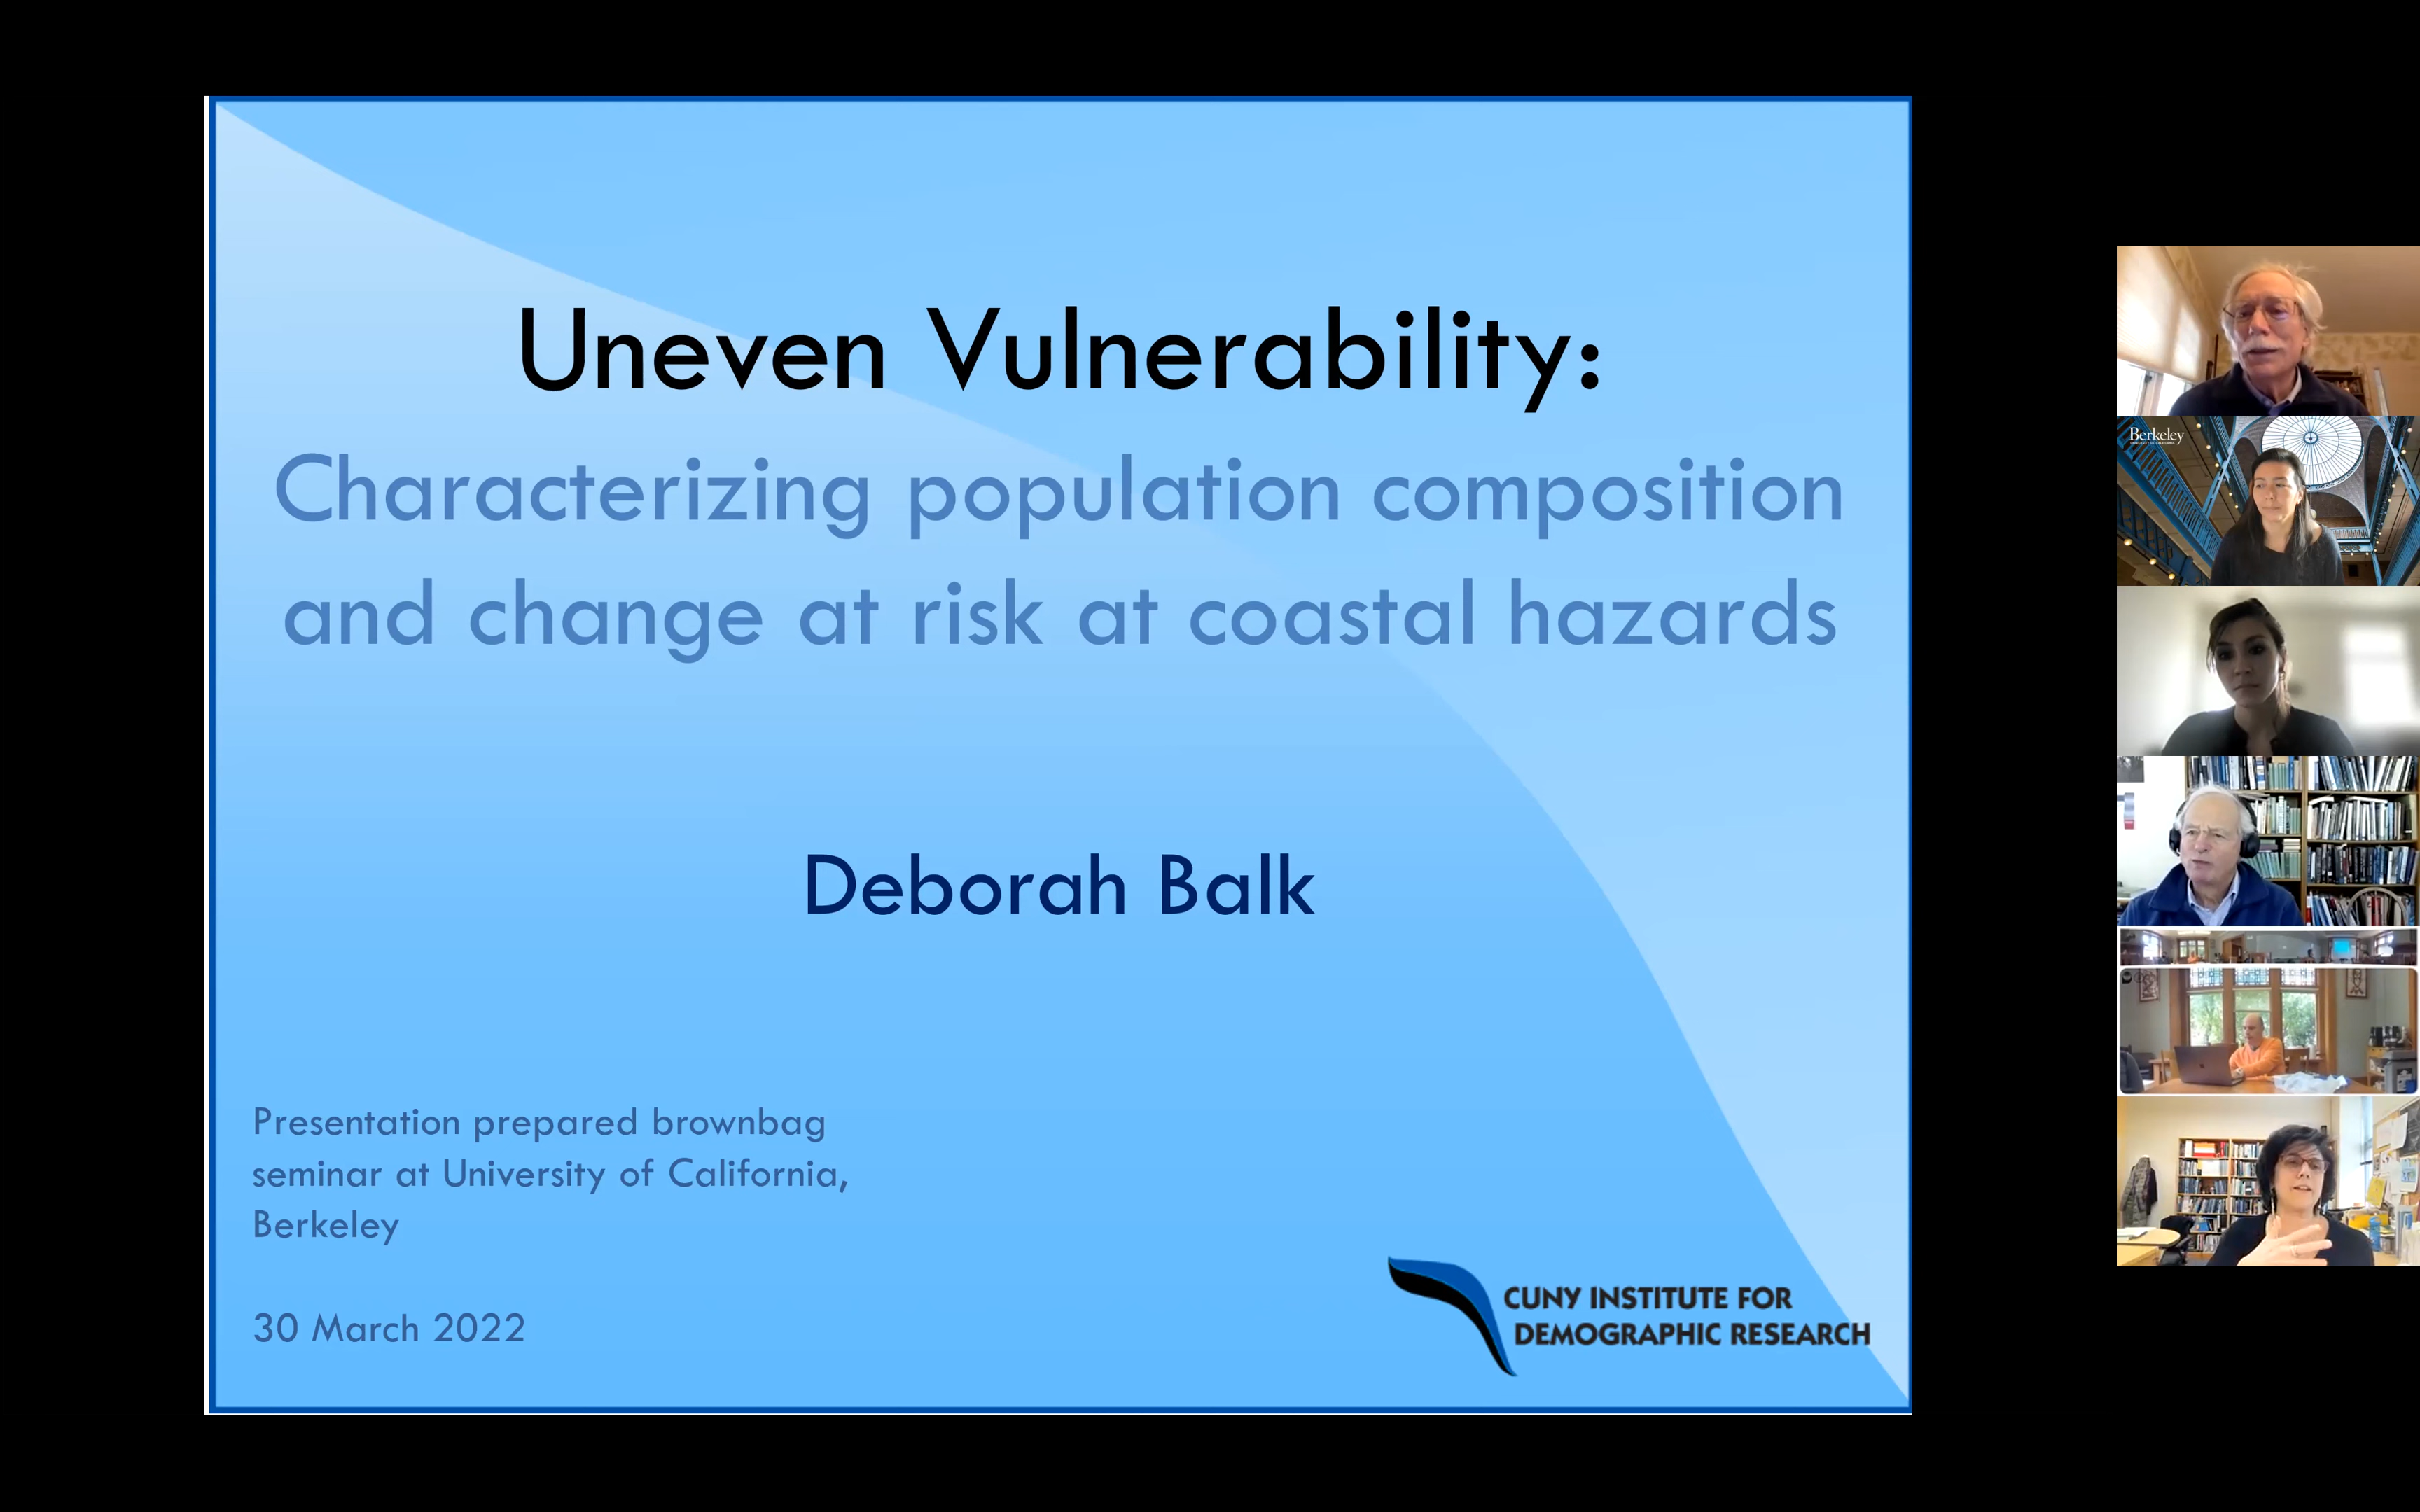 Uneven Vulnerability:
Characterizing population composition
and change at risk at coastal hazards
Deborah Balk
Presentation prepared brownbag
seminar at University of California,
Berkeley
30 March 2022
CUNY INSTITUTE FOR
DEMOGRAPHIC RESEARCH
Berkeley